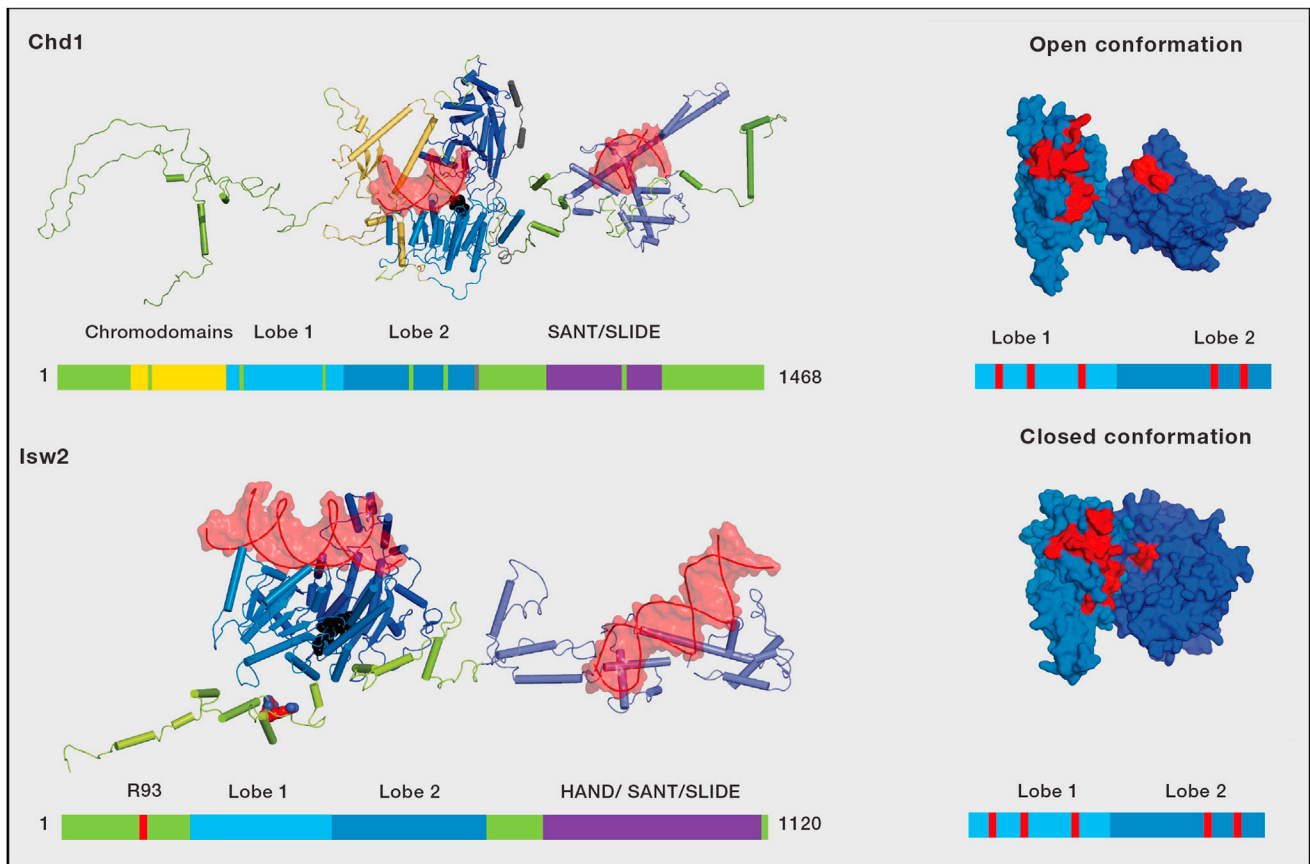 Chd1
Open conformation
Chromodomains Lobe 1 Lobe 2 SANT/SLIDE
1 1468
Lobe 1 Lobe 2
Isw2
Closed conformation
R93 Lobe 1 Lobe 2 HAND/ SANT/SLIDE
1 1120
Lobe 1 Lobe 2